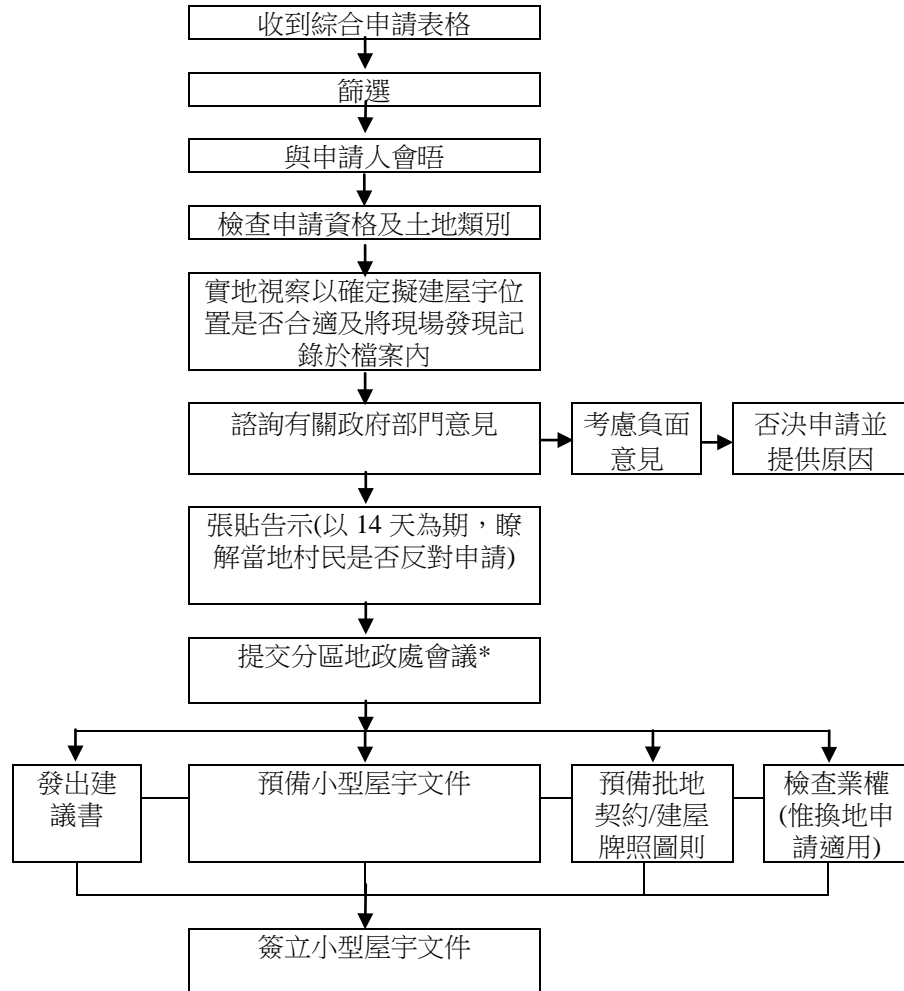 收到綜合申請表格
篩選
與申請人會晤
檢查申請資格及土地類別
實地視察以確定擬建屋宇位
置是否合適及將現場發現記
錄於檔案內
諮詢有關政府部門意見
考慮負面
意見
否決申請並
提供原因
張貼告示(以 14 天為期，瞭
解當地村民是否反對申請)
提交分區地政處會議*
發出建
議書
預備小型屋宇文件
預備批地
契約/建屋
牌照圖則
檢查業權
(惟換地申
請適用)
簽立小型屋宇文件